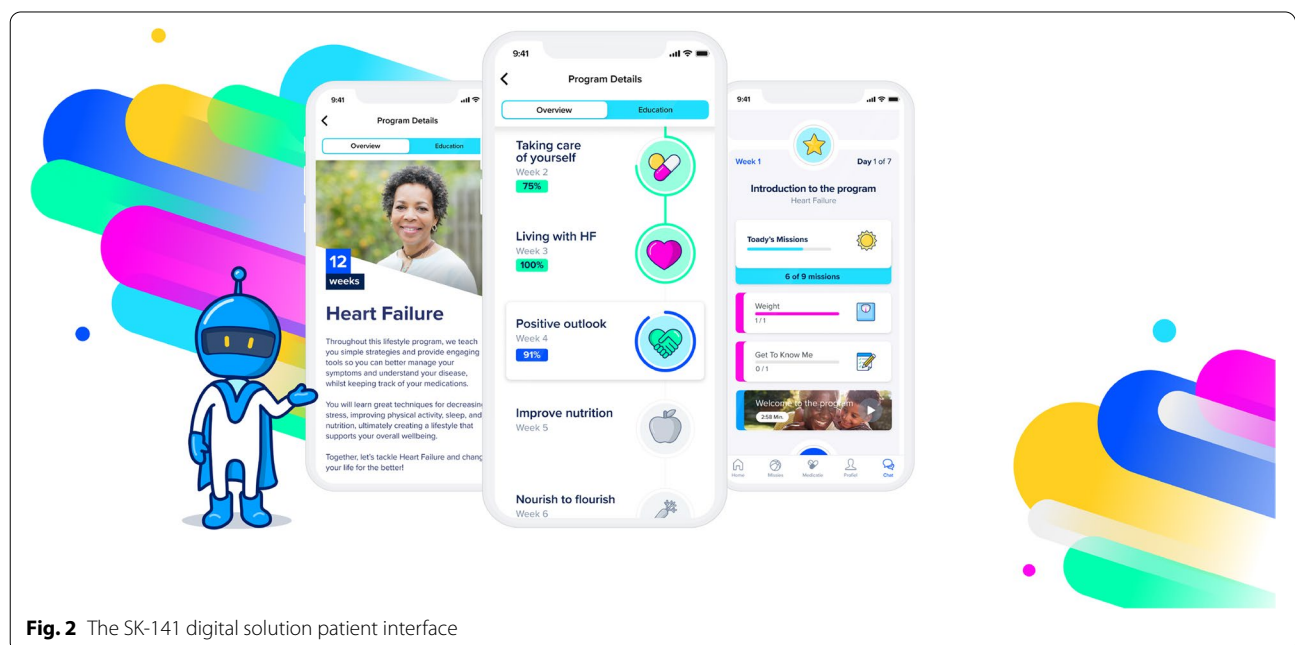 9:41
Program Details
Overview
Education
12
weeks
Heart Failure
Throughout this lifestyle program, we teach
you simple strategies and provide engaging
tools so you can better manage your
symptoms and understand your disease,
whilst keeping track of your medications.
You will learn great techniques for decreasing
stress, improving physical activity, sleep, and
nutrition, ultimately creating a lifestyle that
supports your overall wellbeing.
Together, let's tackle Heart Failure and chang
your life for the better!
9:41
Program Details
Overview
Education
Taking care
of yourself
Week 2
75%
Living with HF
Week 3
100%
Positive outlook
Week 4
91%
Improve nutrition
Week 5
Nourish to flourish
Week 6
9:41
Week 1
Day 1 of 7
Introduction to the program
Heart Failure
Toady's Missions
6 of 9 missions
Weight
1 / 1
Get To Know Me
0 / 1
Welcome to the program
2:58 Min.
Home
Chat
Fig. 2 The SK-141 digital solution patient interface